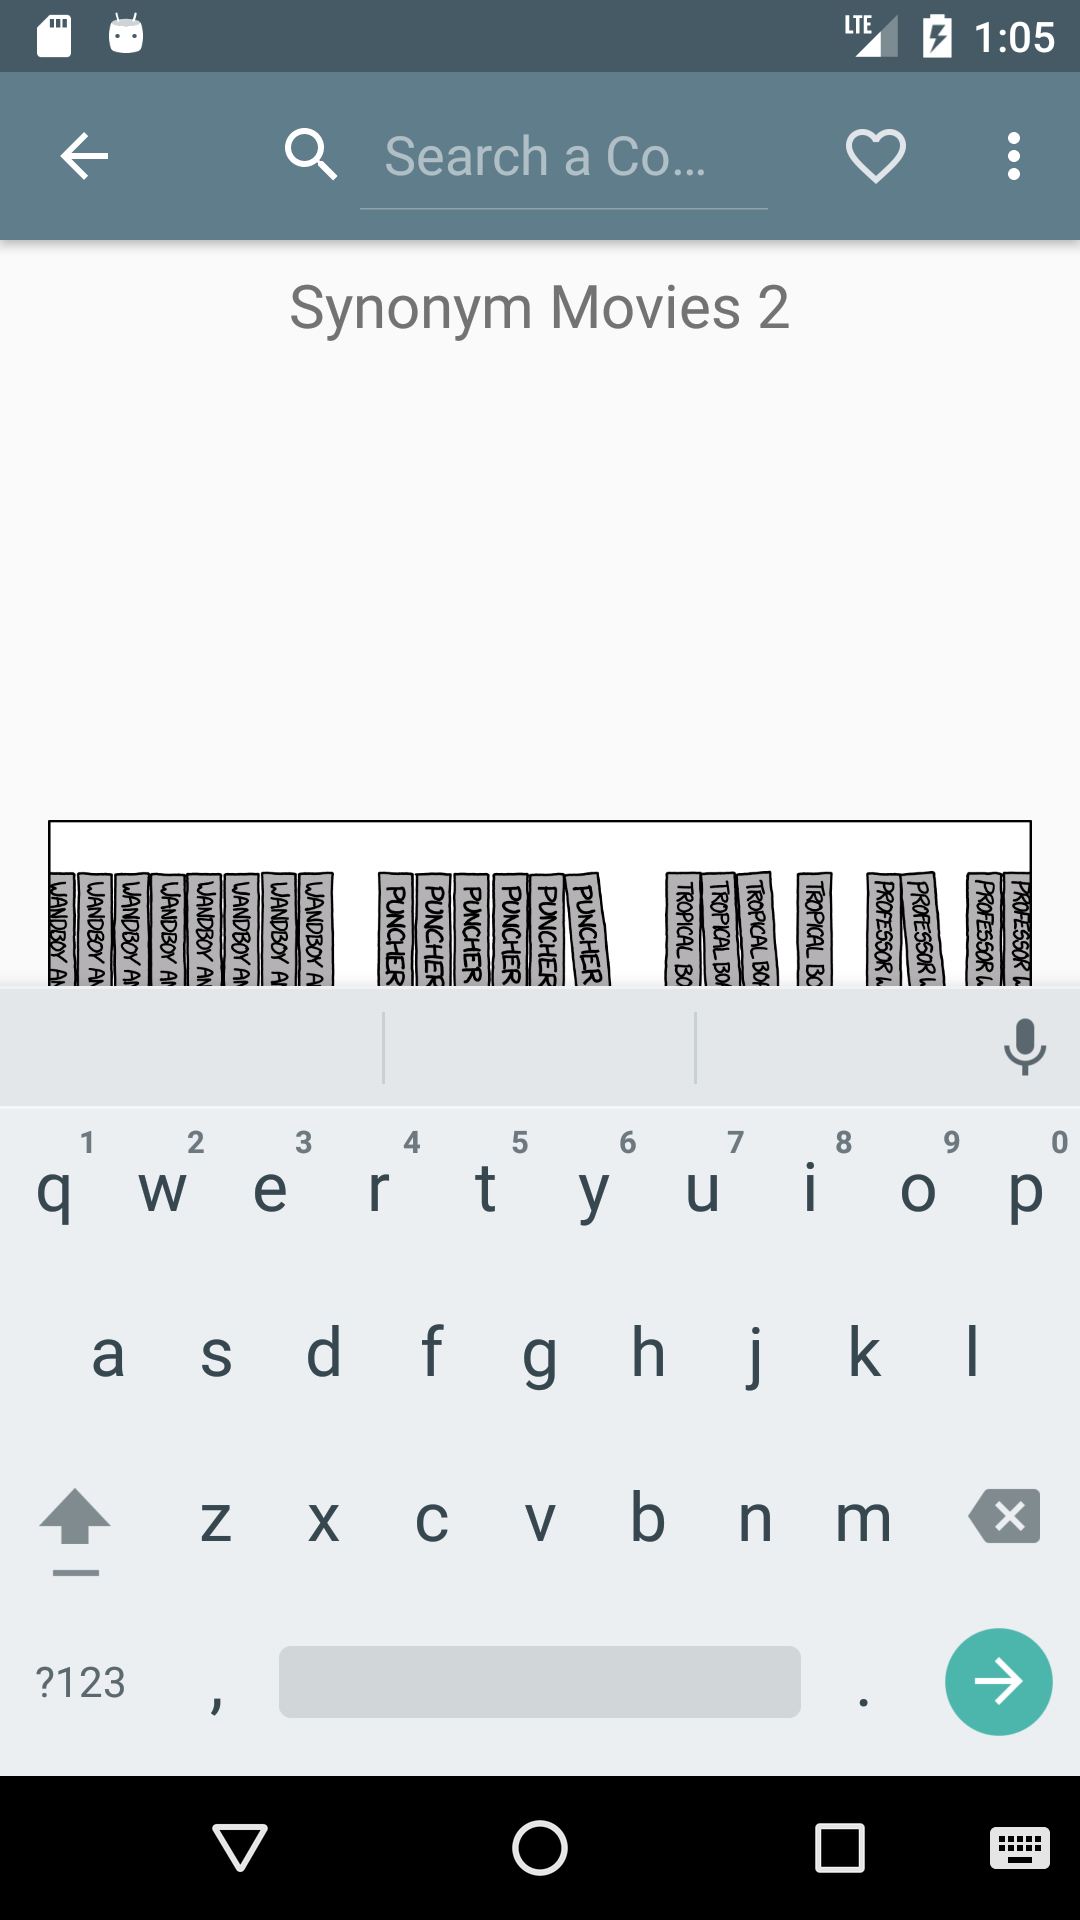 LTE 1:05
Search a Co...
Synonym Movies 2
WANDBOY AN WANDBOY AN WANDBOY AN WANDBOY AN WANDBOY AN WANDBOY AN WANDBOY A WANDBOY A PUNCHER PUNCHER PUNCHER PUNCHER PUNCHER PUNCHER TROPICAL BO TROPICAL BO TROPICAL BO TROPICAL BO PROFESSOR PROFESSOR PROFESSOR PROFESSOR
1 2 3 4 5 6 7 8 9 0
q w e r t y u i o p
a s d f g h j k l
z x c v b n m
?123 , .